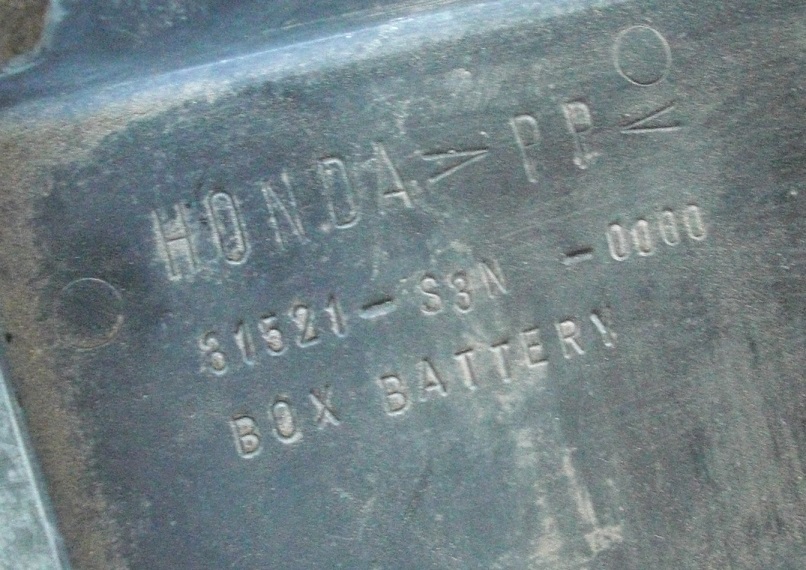 HONDA >PP<
31521-S3N -0000
BOX BATTERY